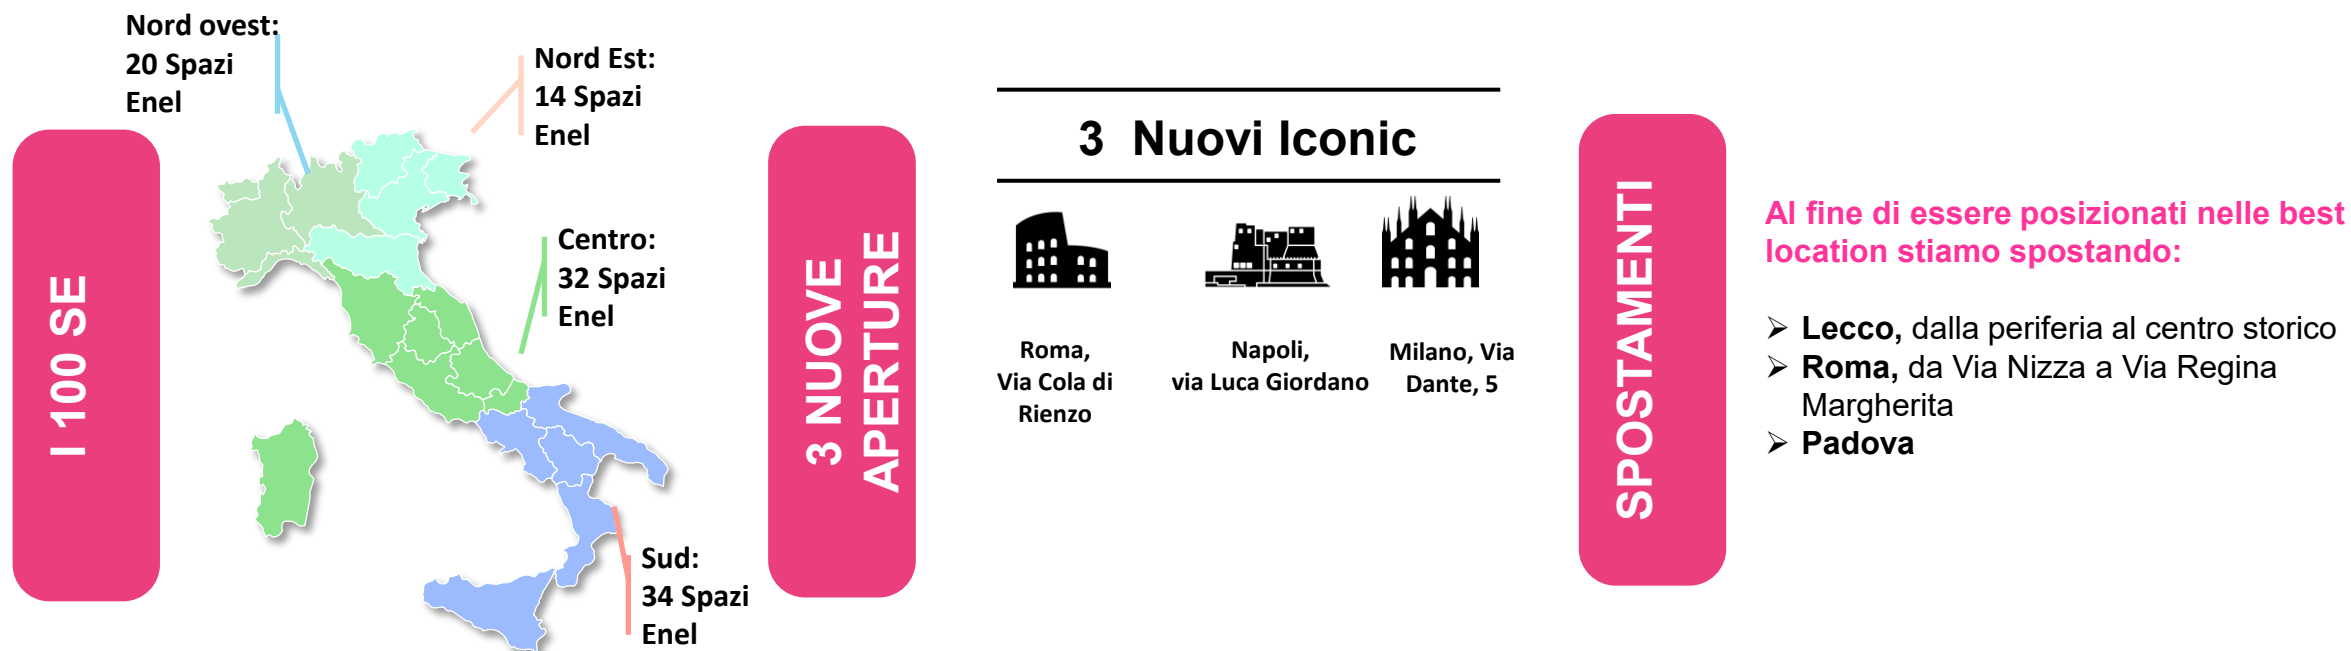 I 100 SE
Nord ovest:
20 Spazi
Enel
Nord Est:
14 Spazi
Enel
Centro:
32 Spazi
Enel
Sud:
34 Spazi
Enel
3 NUOVE
APERTURE
3 Nuovi Iconic
Roma,
Via Cola di
Rienzo
Napoli,
via Luca Giordano
Milano, Via
Dante, 5
SPOSTAMENTI
Al fine di essere posizionati nelle best
location stiamo spostando:
➢ Lecco, dalla periferia al centro storico
➢ Roma, da Via Nizza a Via Regina
Margherita
➢ Padova